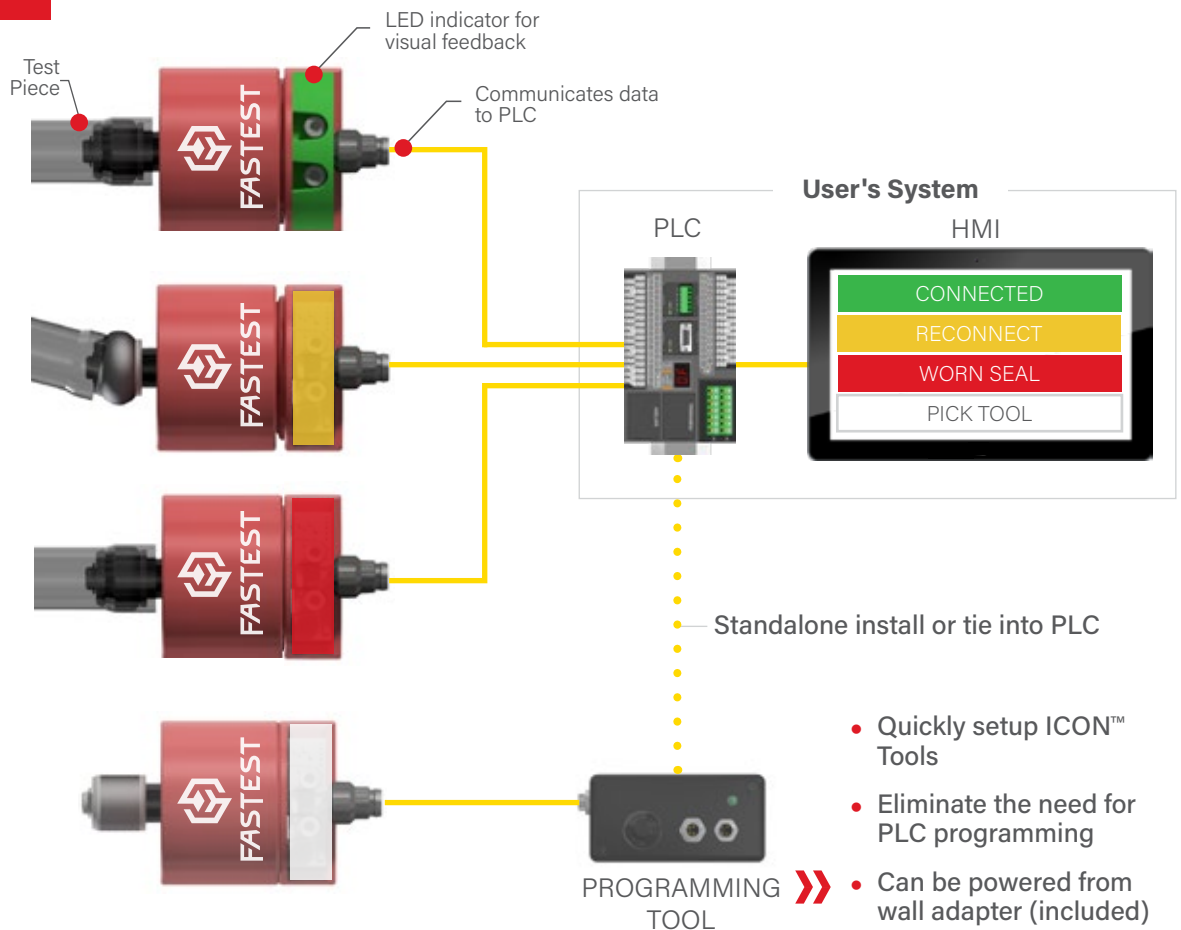 LED indicator for
visual feedback
Test
Piece
Communicates data
to PLC
FASTEST
FASTEST
FASTEST
FASTEST
User's System
PLC
HMI
CONNECTED
RECONNECT
WORN SEAL
PICK TOOL
Standalone install or tie into PLC
PROGRAMMING
TOOL
• Quickly setup ICON™
Tools
• Eliminate the need for
PLC programming
• Can be powered from
wall adapter (included)